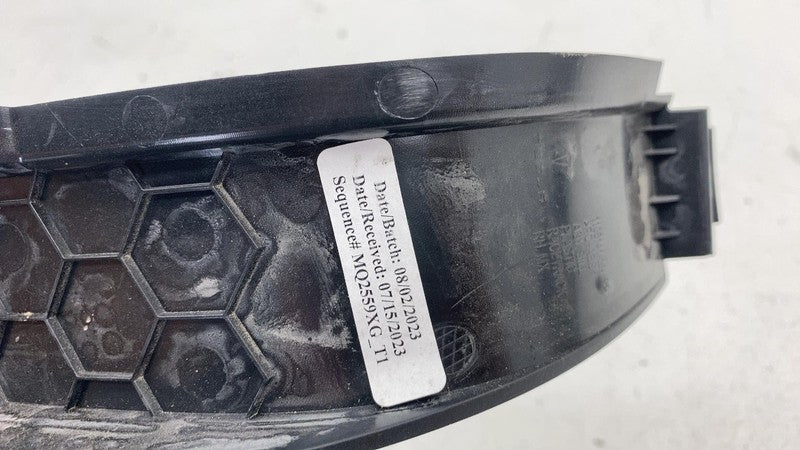 Date/Batch: 08/02/2023
Date/Received: 07/15/2023
Sequence# MQ2559XG_T1